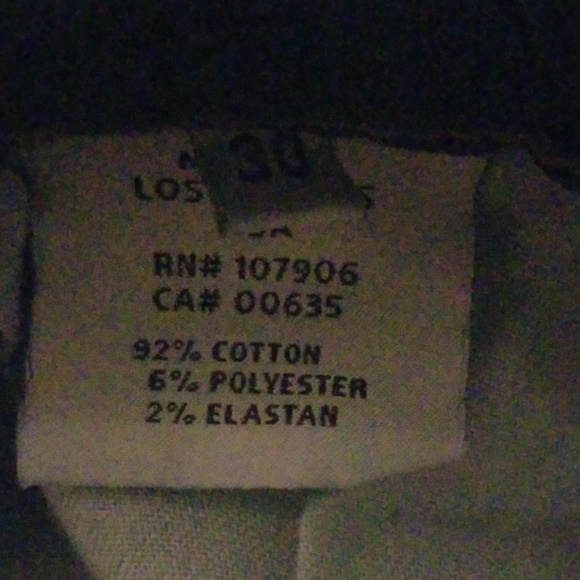 30
LOS
RN# 107906
CA# 00635
92% COTTON
6% POLYESTER
2% ELASTAN